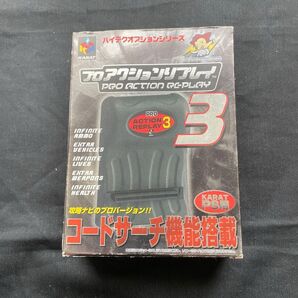 KARAT
ハイテクオプションシリーズ
プロアクションリプレイ
PRO ACTION REPLAY
3
PRO
ACTION
REPLAY 3
INFINITE
AMMO
EXTRA
VEHICLES
INFINITE
LIVES
EXTRA
WEAPONS
INFINITE
HEALTH
KARAT
攻略ナビのプロバージョン!!
コードサーチ機能搭載